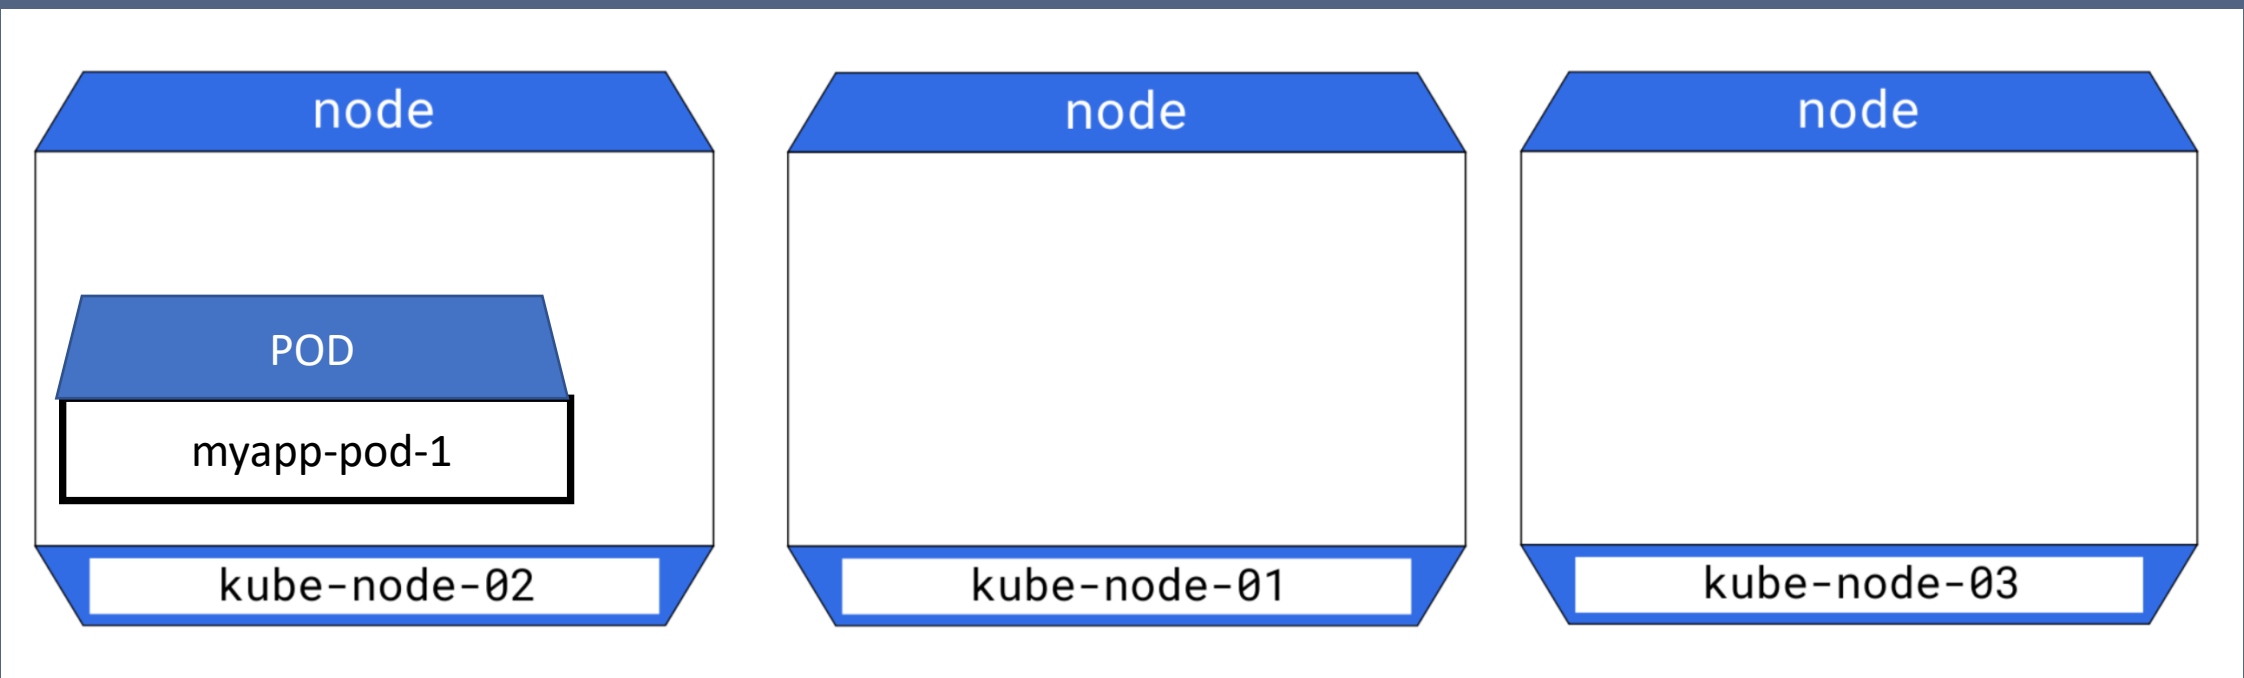 node
POD
myapp-pod-1
kube-node-02
node
kube-node-01
node
kube-node-03